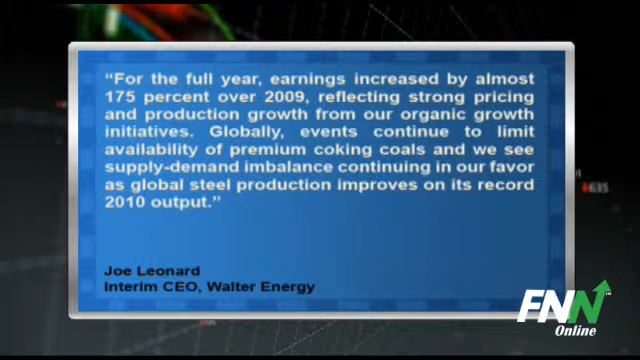 “For the full year, earnings increased by almost
175 percent over 2009, reflecting strong pricing
and production growth from our organic growth
initiatives. Globally, events continue to limit
availability of premium coking coals and we see
supply-demand imbalance continuing in our favor
as global steel production improves on its record
2010 output.”
Joe Leonard
Interim CEO, Walter Energy
635
FNN
Online